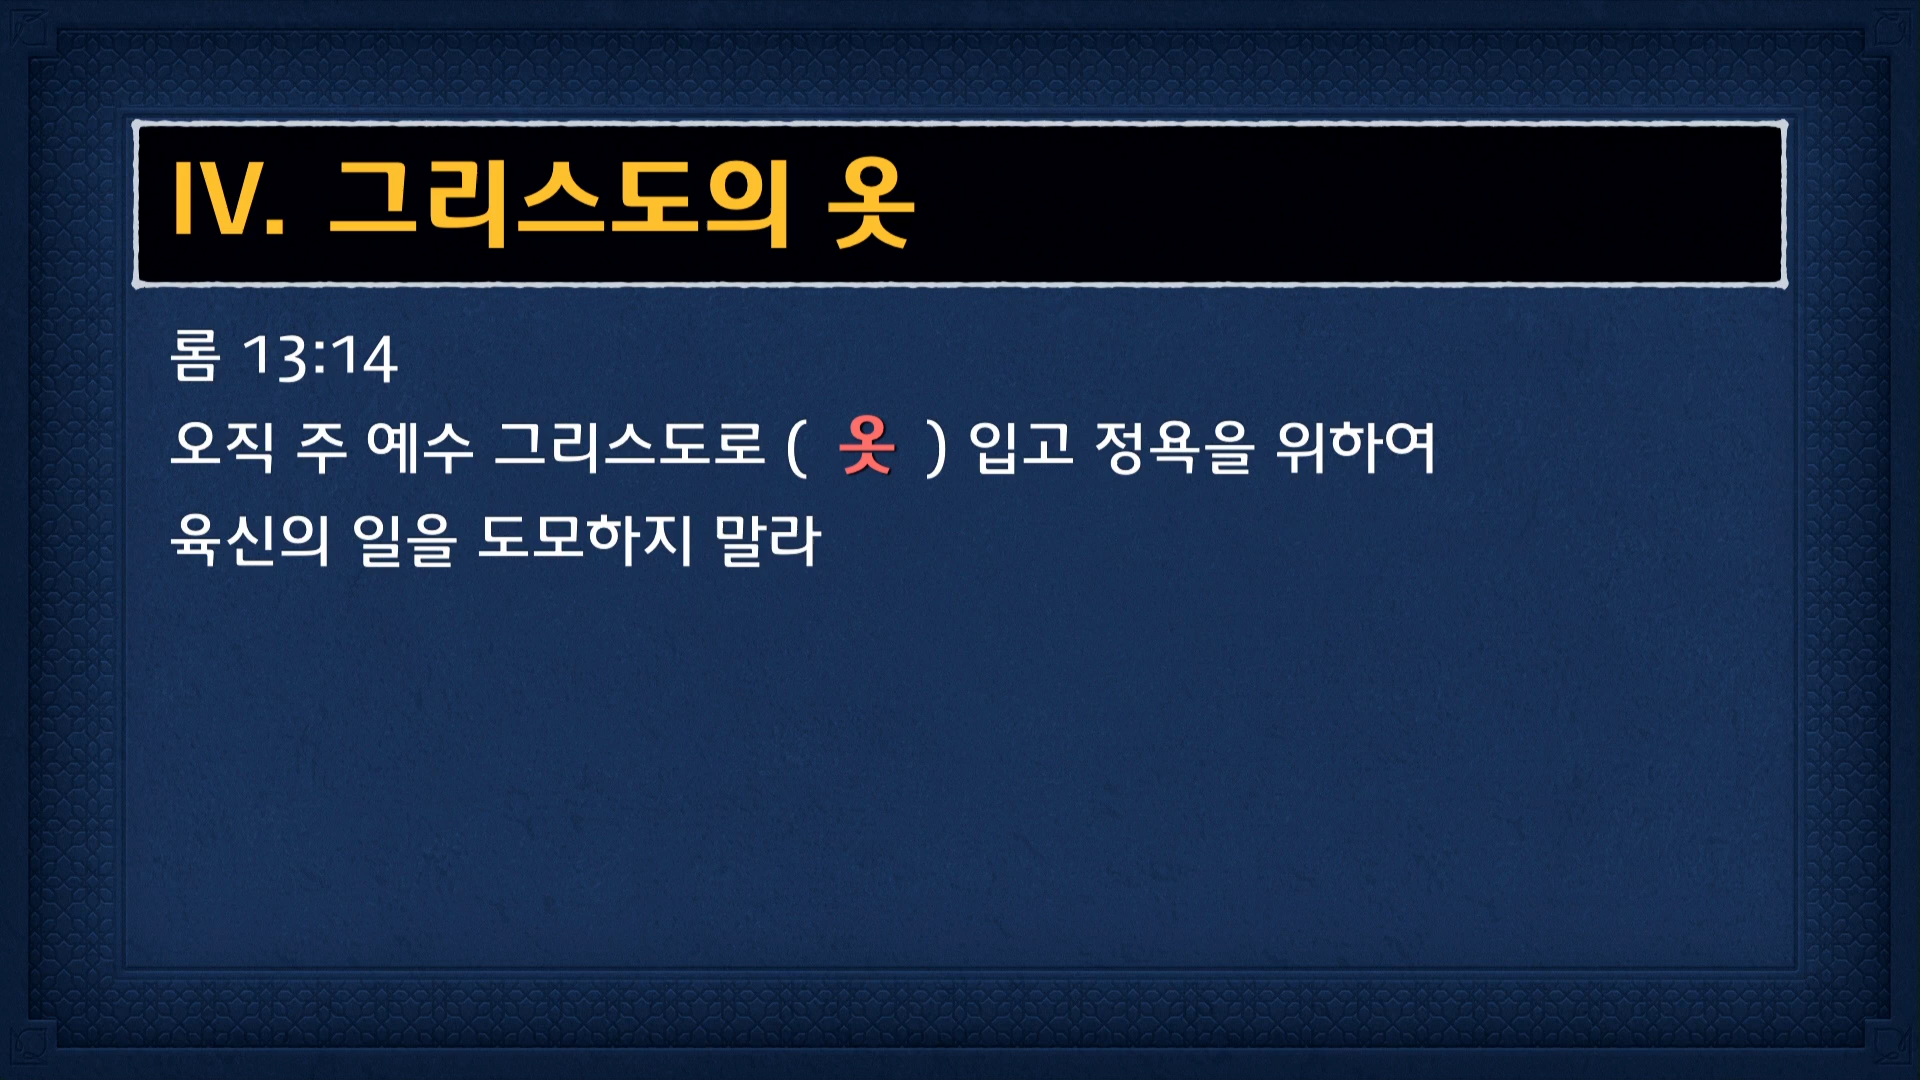 IV. 그리스도의 옷
롬 13:14
오직 주 예수 그리스도로 ( 옷 ) 입고 정욕을 위하여
육신의 일을 도모하지 말라